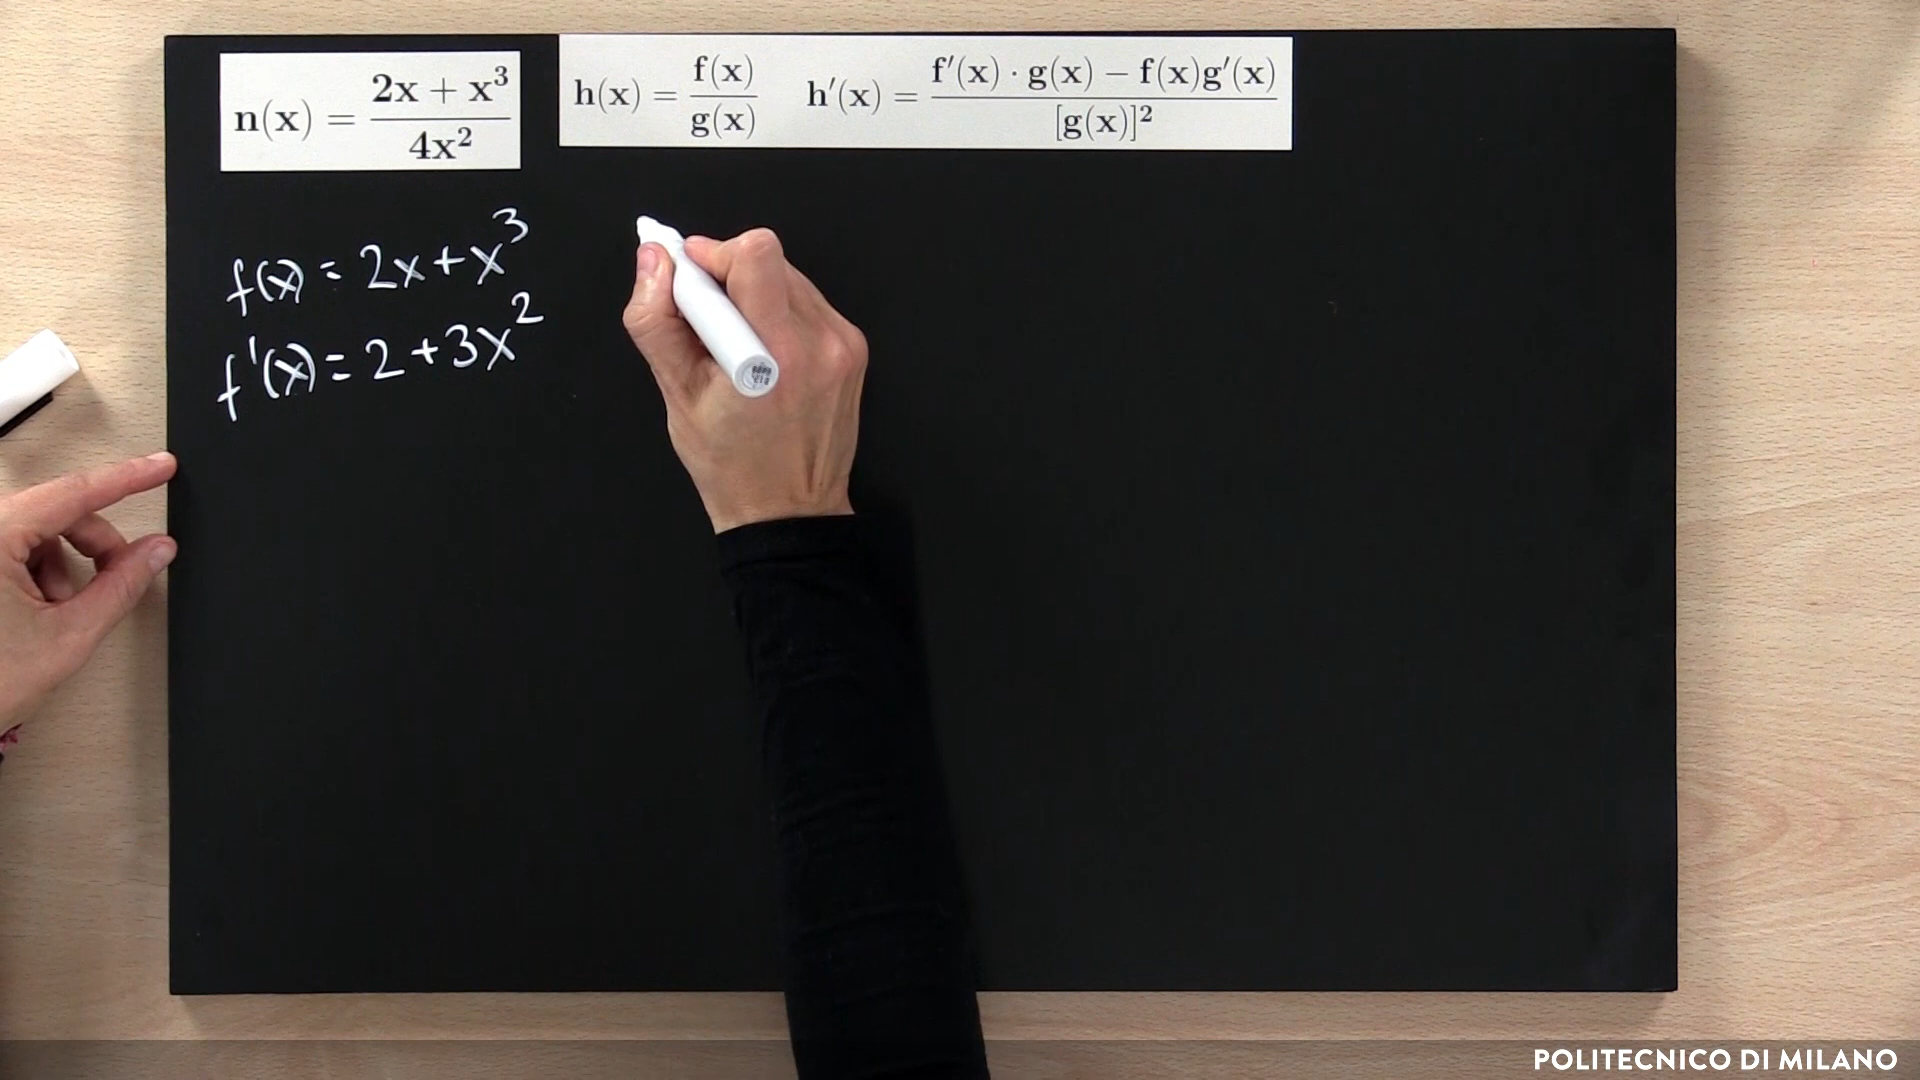 n(x) = (2x + x³)/(4x²)
h(x) = f(x)/g(x)   h′(x) = (f′(x) · g(x) − f(x)g′(x))/[g(x)]²
f(x) = 2x + x³
f'(x) = 2 + 3x²
POLITECNICO DI MILANO